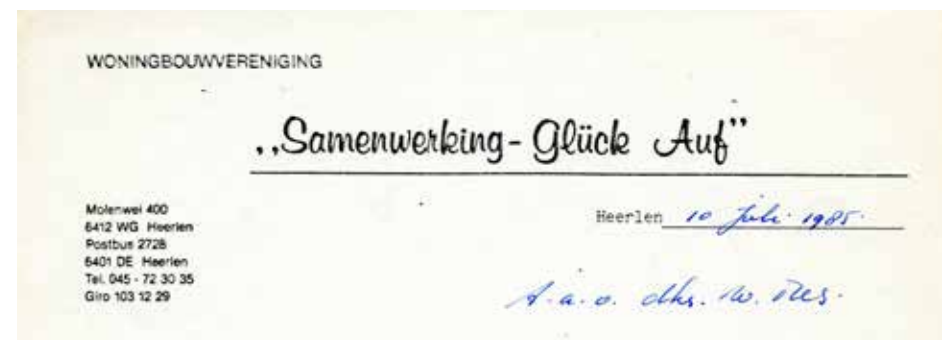 WONINGBOUWVERENIGING
,,Samenwerking-Glück Auf”
Molenwei 400
6412 WG Heerlen
Postbus 2728
6401 DE Heerlen
Tel. 045 - 72 30 35
Giro 103 12 29
Heerlen 10 Juli 1985.
t.a.v. dhr. W.